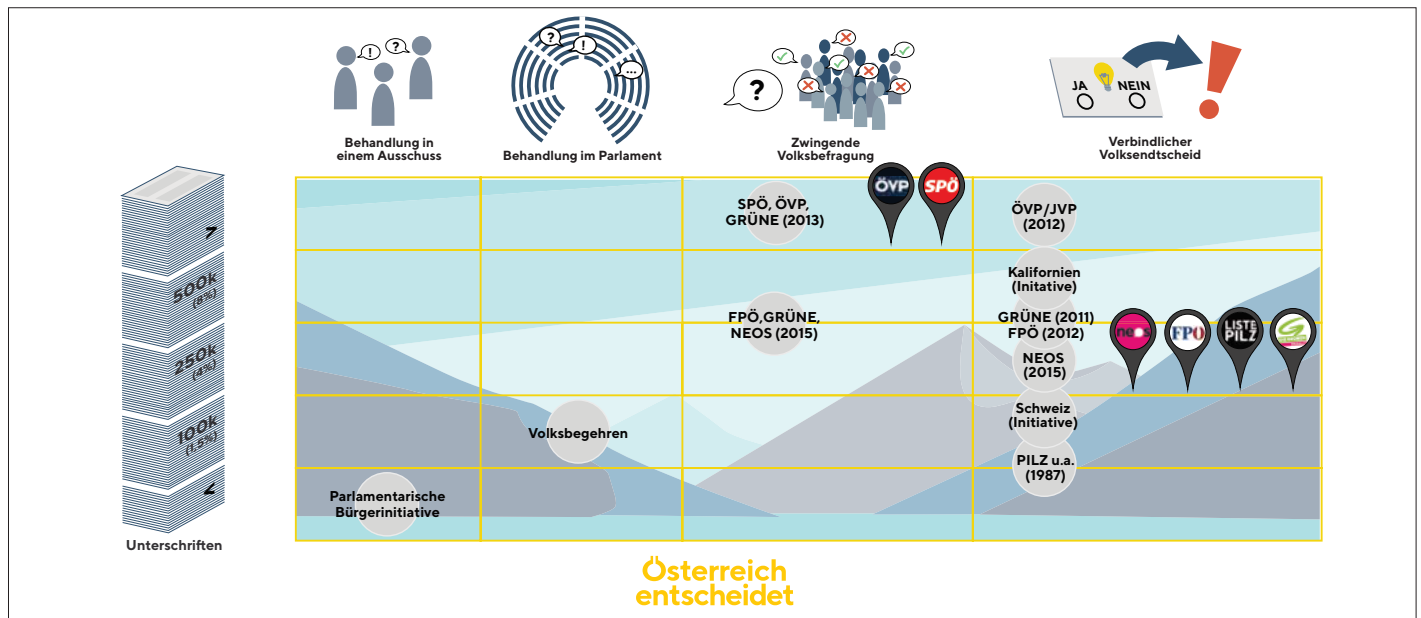 ! ?
? ! ...
?
JA NEIN
Behandlung in
einem Ausschuss
Behandlung im Parlament
Zwingende
Volksbefragung
Verbindlicher
Volksendtscheid
>
500k
(8%)
250k
(4%)
100k
(1,5%)
<
Unterschriften
SPÖ, ÖVP,
GRÜNE (2013)
ÖVP
SPÖ
ÖVP/JVP
(2012)
Kalifornien
(Initative)
FPÖ,GRÜNE,
NEOS (2015)
GRÜNE (2011)
FPÖ (2012)
neos
FPÖ
LISTE
PILZ
NEOS
(2015)
Volksbegehren
Schweiz
(Initiative)
PILZ u.a.
(1987)
Parlamentarische
Bürgerinitiative
Österreich
entscheidet